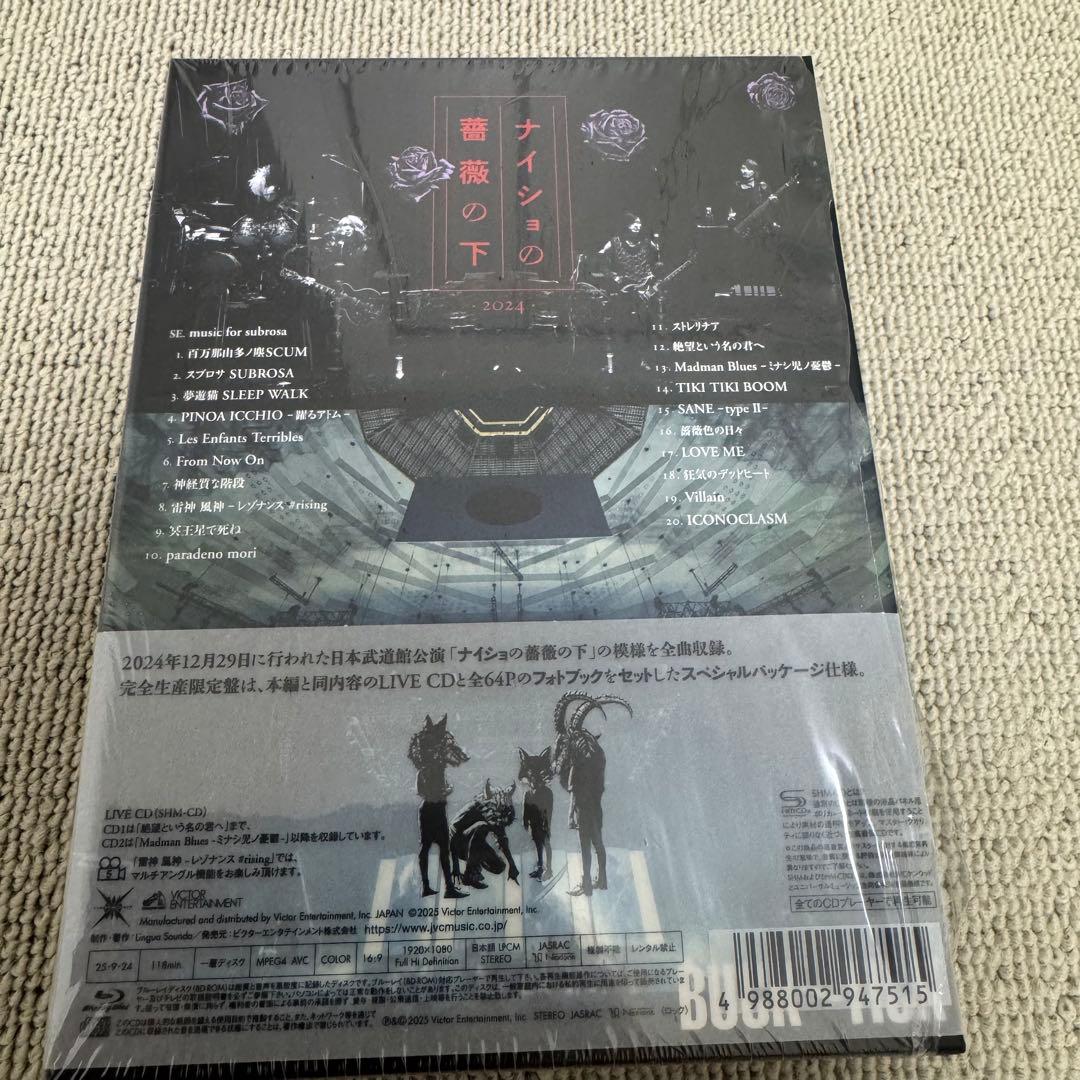 ナイショの
薔薇の下
2024
SE. music for subrosa
1. 百万那由多ノ塵SCUM
2. スブロサ SUBROSA
3. 夢遊猫 SLEEP WALK
4. PINOA ICCHIO -躍るアトム-
5. Les Enfants Terribles
6. From Now On
7. 神経質な階段
8. 雷神 風神 - レゾナンス #rising
9. 冥王星で死ね
10. paradeno mori
11. ストレリチア
12. 絶望という名の君へ
13. Madman Blues -ミナシ児ノ憂鬱-
14. TIKI TIKI BOOM
15. SANE -type II-
16. 薔薇色の日々
17. LOVE ME
18. 狂気のデッドヒート
19. Villain
20. ICONOCLASM
2024年12月29日に行われた日本武道館公演「ナイショの薔薇の下」の模様を全曲収録。
完全生産限定盤は、本編と同内容のLIVE CDと全64Pのフォトブックをセットしたスペシャルパッケージ仕様。
LIVE CD(SHM-CD)
CD1は「絶望という名の君へ」まで、
CD2は「Madman Blues -ミナシ児ノ憂鬱-」以降を収録しています。
「雷神 風神 - レゾナンス #rising」では、
マルチアングル機能をお楽しみ頂けます。
VICTOR
ENTERTAINMENT
Manufactured and distributed by Victor Entertainment, Inc. JAPAN ©2025 Victor Entertainment, Inc.
制作・著作：Lingua Sounda／発売元：ビクターエンタテインメント株式会社 https://www.jvcmusic.co.jp/
25・9・24 118min. 一層ディスク MPEG4 AVC COLOR 16:9 1920×1080 Full Hi Definition 日本語 LPCM STEREO JASRAC 複製不能 レンタル禁止
SHM-CDとは
全てのCDプレーヤーで再生可能
℗&©2025 Victor Entertainment, Inc. STEREO JASRAC (ロック)
4 988002 947515